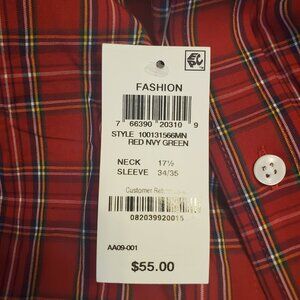 FASHION
7 66390 20310 9
STYLE 100131566MN
RED NVY GREEN
NECK 17½
SLEEVE 34/35
Customer Return
082039920015
AA09-001
$55.00